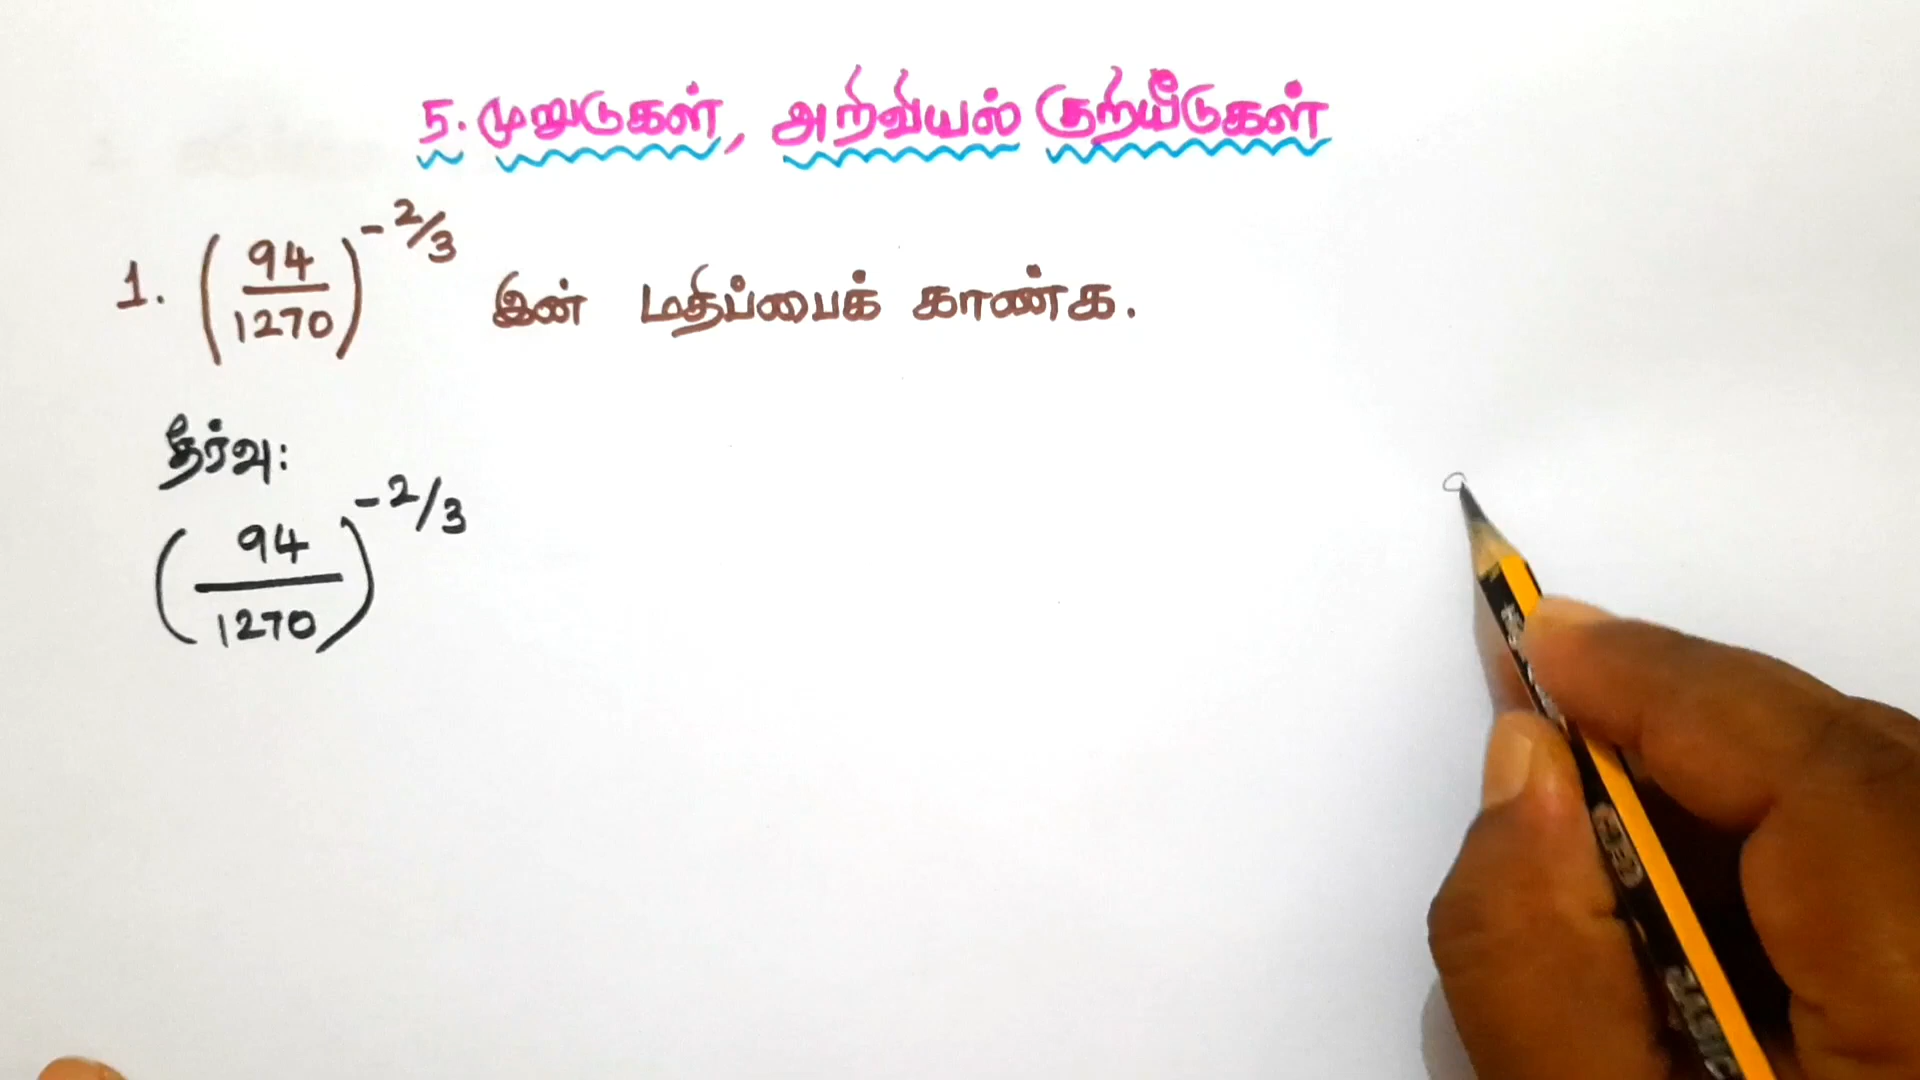 5. முறுடுகள், அறிவியல் குறியீடுகள்
1. (94/1270)^-2/3 இன் மதிப்பைக் காண்க.
தீர்வு:
(94/1270)^-2/3